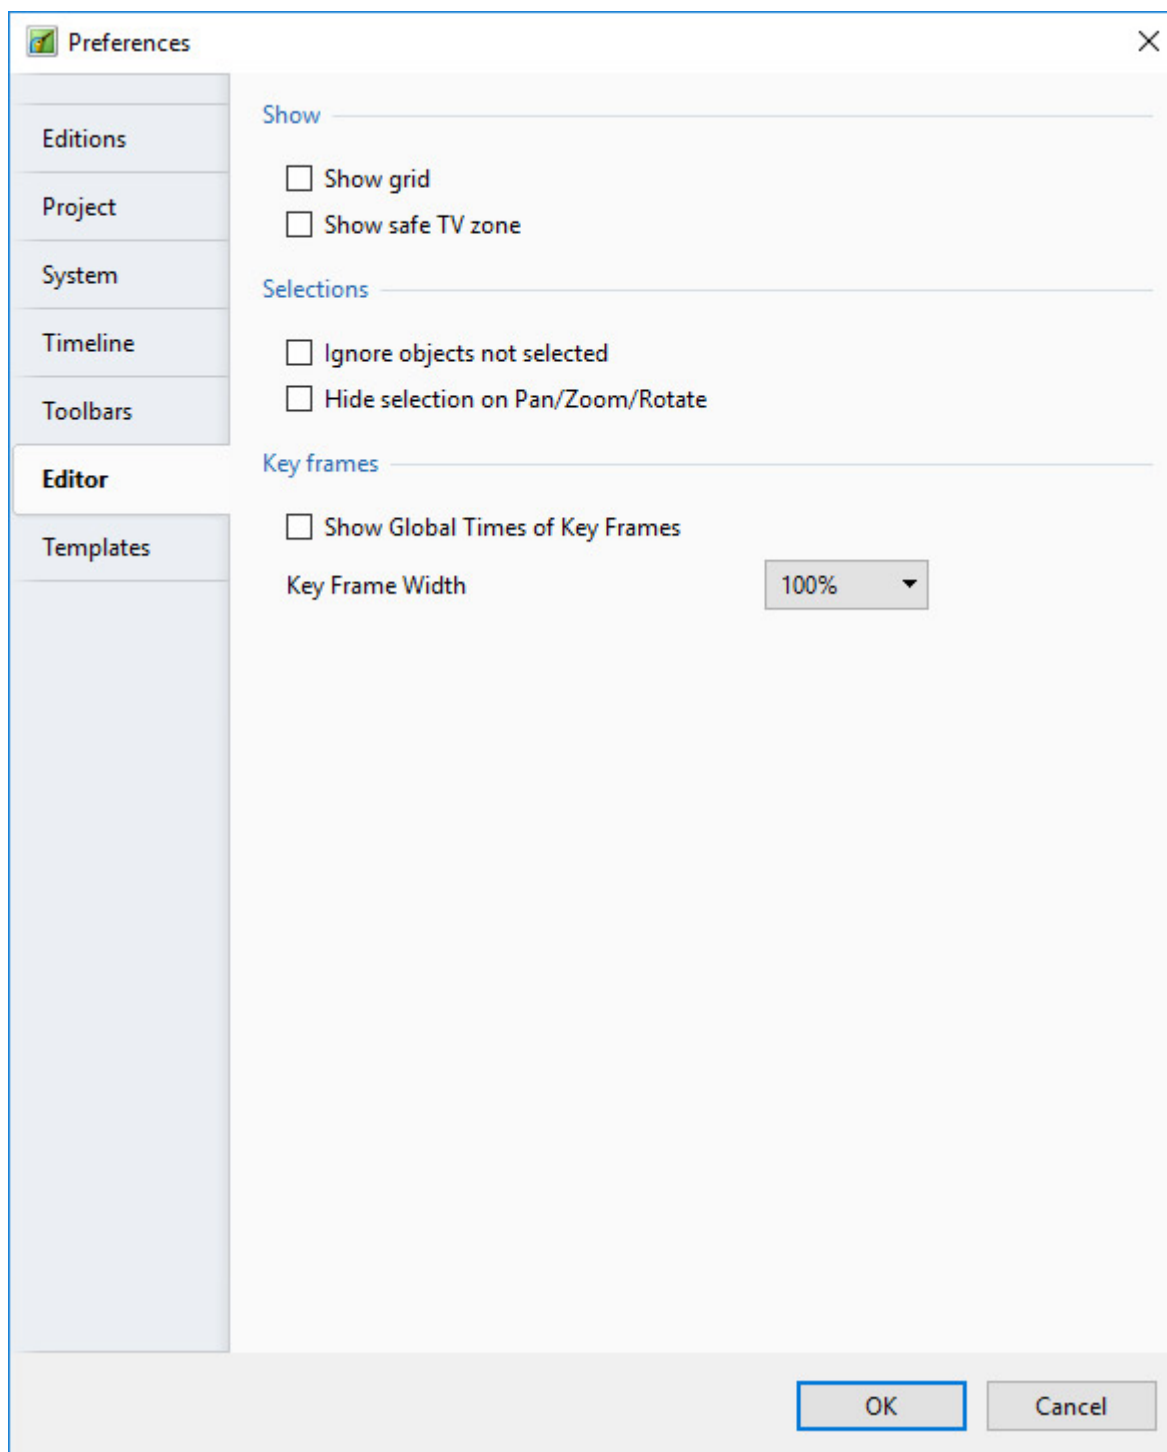 Preferences
Editions
Project
System
Timeline
Toolbars
Editor
Templates
Show
Show grid
Show safe TV zone
Selections
Ignore objects not selected
Hide selection on Pan/Zoom/Rotate
Key frames
Show Global Times of Key Frames
Key Frame Width 100%
OK Cancel